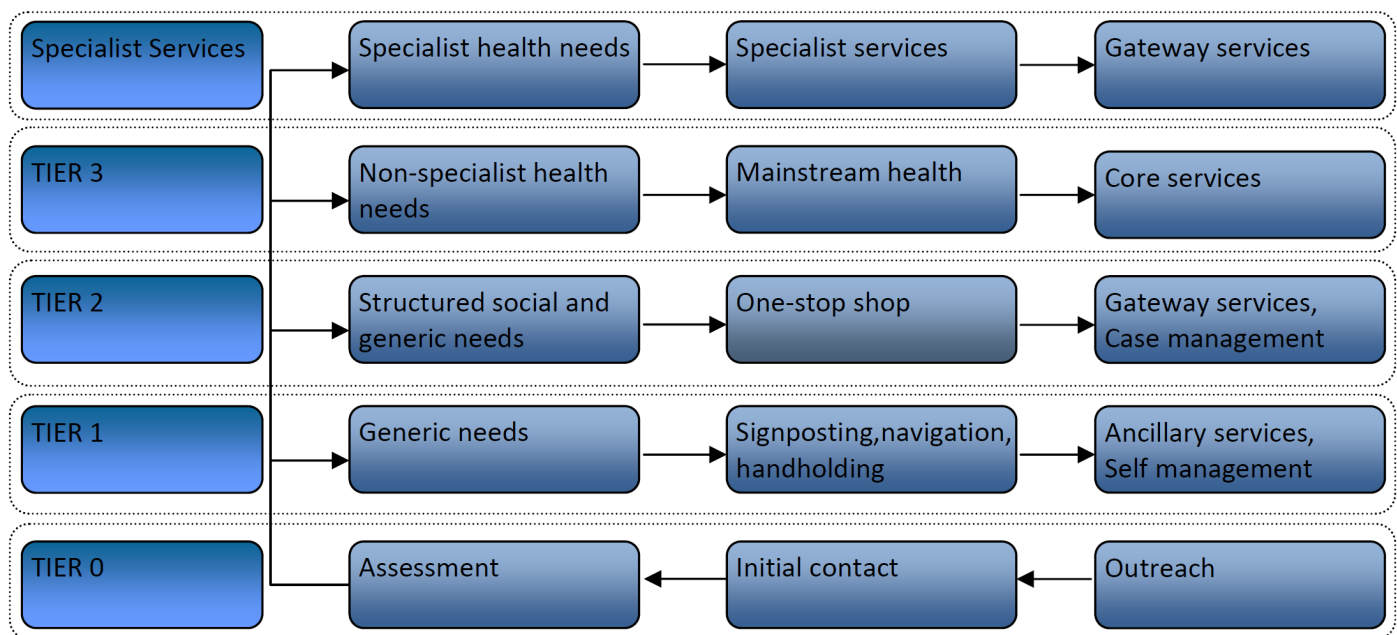 Specialist Services
Specialist health needs
Specialist services
Gateway services
TIER 3
Non-specialist health
needs
Mainstream health
Core services
TIER 2
Structured social and
generic needs
One-stop shop
Gateway services,
Case management
TIER 1
Generic needs
Signposting,navigation,
handholding
Ancillary services,
Self management
TIER 0
Assessment
Initial contact
Outreach